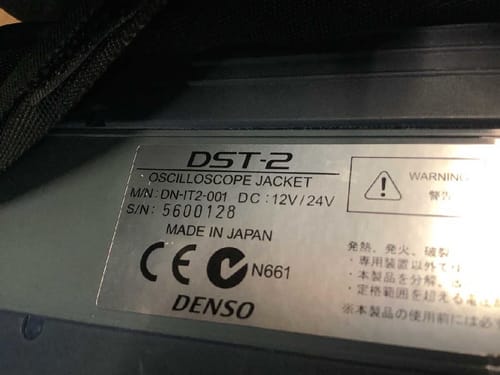 DST-2
OSCILLOSCOPE JACKET
M/N: DN-IT2-001 DC: 12V/24V
S/N: 5600128
MADE IN JAPAN
CE N661
DENSO
WARNING
警告
発熱、発火、破裂
・専用装置以外で
・本製品を分解、
・定格範囲を超える
※本製品の使用前には必